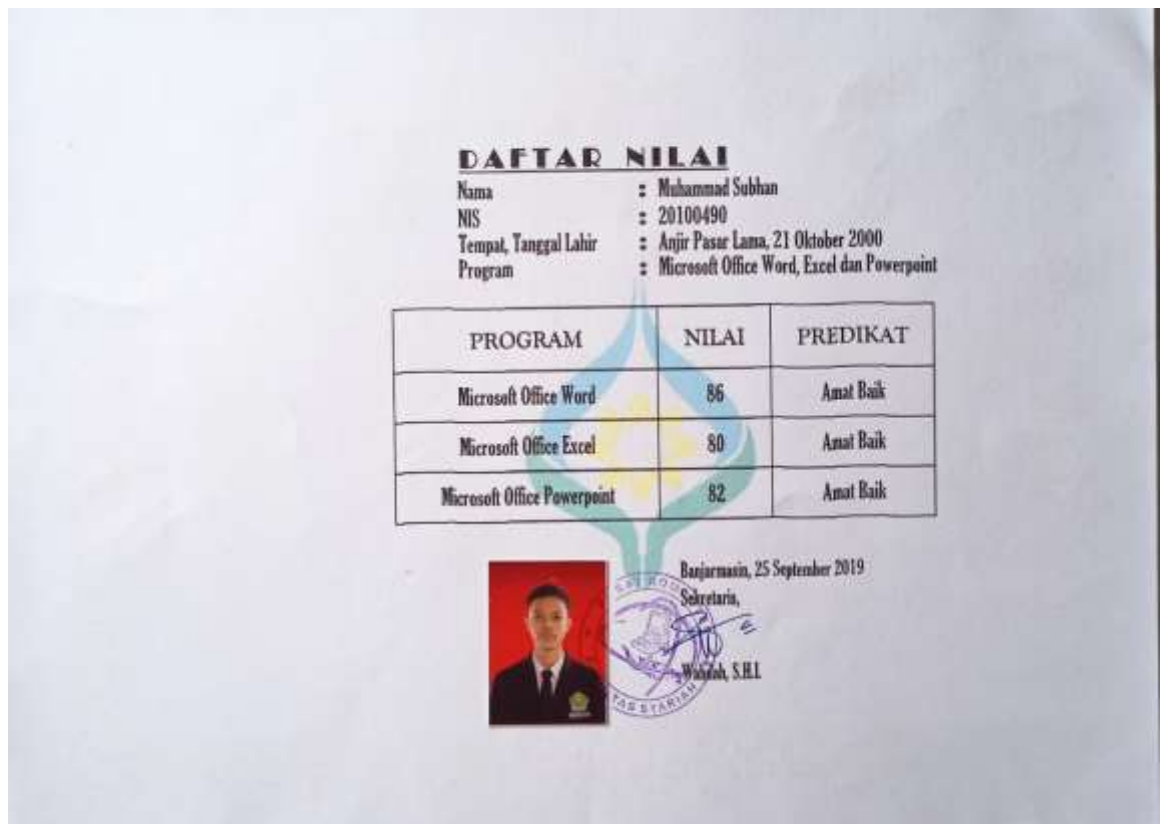 DAFTAR NILAI
Nama : Muhammad Subhan
NIS : 20100490
Tempat, Tanggal Lahir : Anjir Pasar Lama, 21 Oktober 2000
Program : Microsoft Office Word, Excel dan Powerpoint
PROGRAM NILAI PREDIKAT
Microsoft Office Word 86 Amat Baik
Microsoft Office Excel 80 Amat Baik
Microsoft Office Powerpoint 82 Amat Baik
Banjarmasin, 25 September 2019
Sekretaris,
S.H.I.
TAS SYARIAH